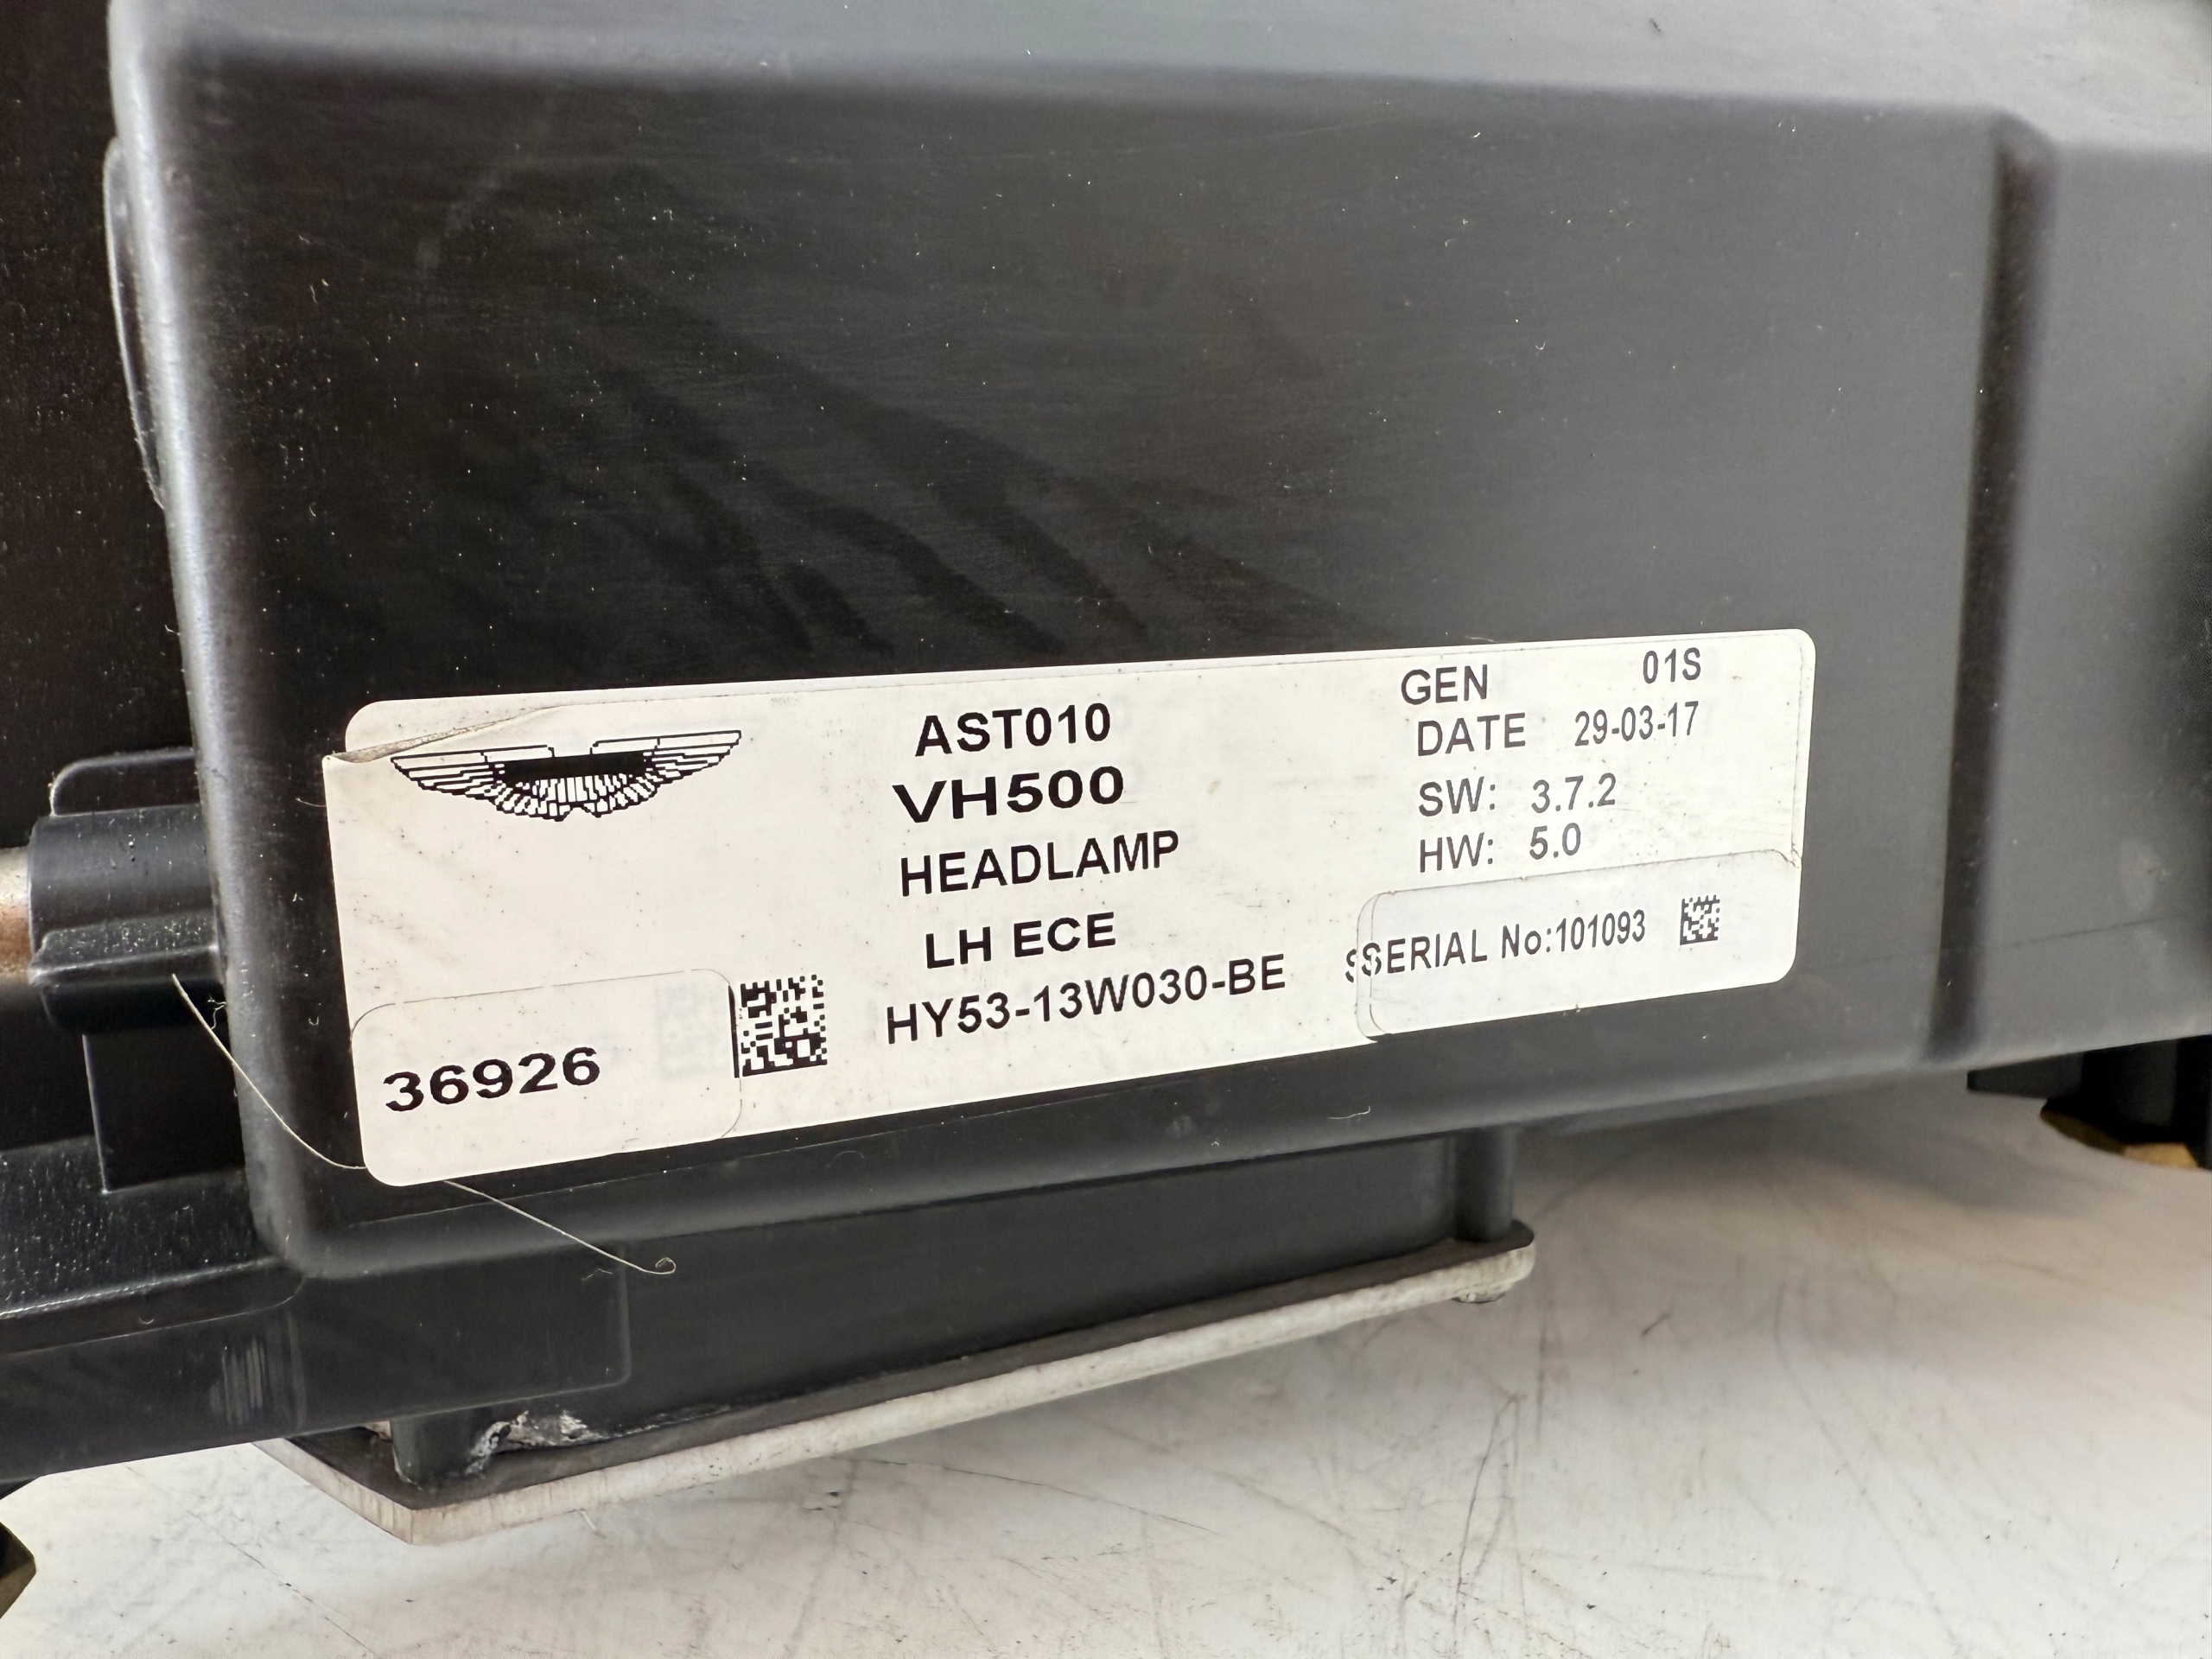 AST010
VH500
HEADLAMP
LH ECE
HY53-13W030-BE
36926
GEN 01S
DATE 29-03-17
SW: 3.7.2
HW: 5.0
SSERIAL No:101093